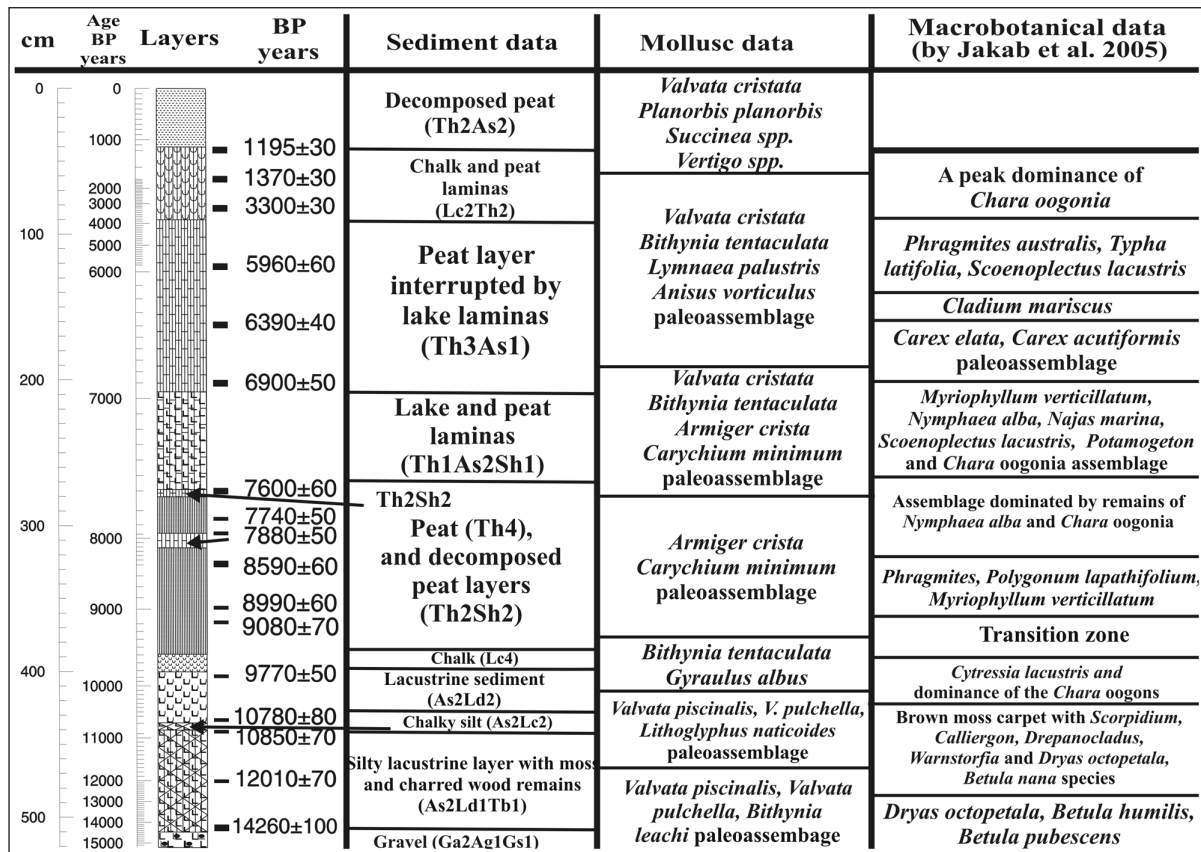 cm
Age
BP
years
Layers
BP
years
Sediment data
Mollusc data
Macrobotanical data
(by Jakab et al. 2005)
0
100
200
300
400
500
0
1000
2000
3000
4000
5000
6000
7000
8000
9000
10000
11000
12000
13000
14000
15000
1195±30
1370±30
3300±30
5960±60
6390±40
6900±50
7600±60
7740±50
7880±50
8590±60
8990±60
9080±70
9770±50
10780±80
10850±70
12010±70
14260±100
Decomposed peat
(Th2As2)
Chalk and peat
laminas
(Lc2Th2)
Peat layer
interrupted by
lake laminas
(Th3As1)
Lake and peat
laminas
(Th1As2Sh1)
Th2Sh2
Peat (Th4),
and decomposed
peat layers
(Th2Sh2)
Chalk (Lc4)
Lacustrine sediment
(As2Ld2)
Chalky silt (As2Lc2)
Silty lacustrine layer with moss
and charred wood remains
(As2Ld1Tb1)
Gravel (Ga2Ag1Gs1)
Valvata cristata
Planorbis planorbis
Succinea spp.
Vertigo spp.
Valvata cristata
Bithynia tentaculata
Lymnaea palustris
Anisus vorticulus
paleoassemblage
Valvata cristata
Bithynia tentaculata
Armiger crista
Carychium minimum
paleoassemblage
Armiger crista
Carychium minimum
paleoassemblage
Bithynia tentaculata
Gyraulus albus
Valvata piscinalis, V. pulchella,
Lithoglyphus naticoides
paleoassemblage
Valvata piscinalis, Valvata
pulchella, Bithynia
leachi paleoassembage
A peak dominance of
Chara oogonia
Phragmites australis, Typha
latifolia, Scoenoplectus lacustris
Cladium mariscus
Carex elata, Carex acutiformis
paleoassemblage
Myriophyllum verticillatum,
Nymphaea alba, Najas marina,
Scoenoplectus lacustris, Potamogeton
and Chara oogonia assemblage
Assemblage dominated by remains of
Nymphaea alba and Chara oogonia
Phragmites, Polygonum lapathifolium,
Myriophyllum verticillatum
Transition zone
Cytressia lacustris and
dominance of the Chara oogons
Brown moss carpet with Scorpidium,
Calliergon, Drepanocladus,
Warnstorfia and Dryas octopetala,
Betula nana species
Dryas octopetuta, Betula humilis,
Betula pubescens